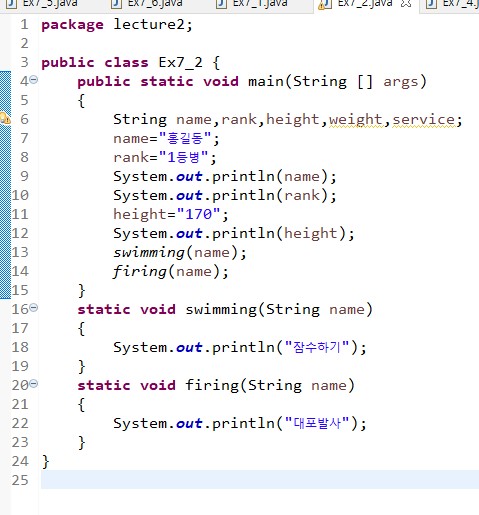 Ex7_5.java Ex7_6.java Ex7_1.java Ex7_2.java Ex7_4.j
1 package lecture2;
2
3 public class Ex7_2 {
4 public static void main(String [] args)
5 {
6 String name,rank,height,weight,service;
7 name="홍길동";
8 rank="1등병";
9 System.out.println(name);
10 System.out.println(rank);
11 height="170";
12 System.out.println(height);
13 swimming(name);
14 firing(name);
15 }
16 static void swimming(String name)
17 {
18 System.out.println("잠수하기");
19 }
20 static void firing(String name)
21 {
22 System.out.println("대포발사");
23 }
24 }
25